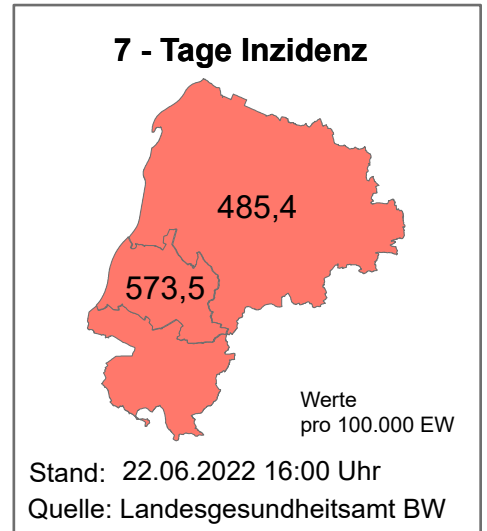 7 - Tage Inzidenz
485,4
573,5
Werte
pro 100.000 EW
Stand: 22.06.2022 16:00 Uhr
Quelle: Landesgesundheitsamt BW